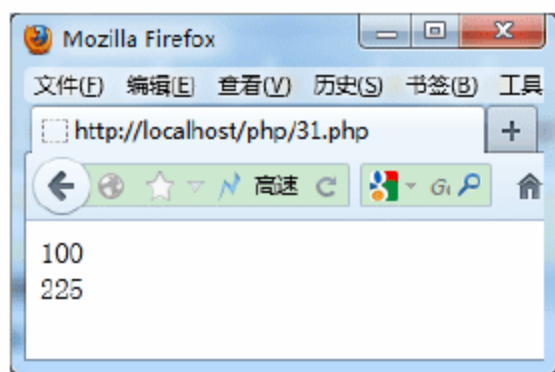 Mozilla Firefox
文件(F) 编辑(E) 查看(V) 历史(S) 书签(B) 工具
http://localhost/php/31.php +
高速
100
225